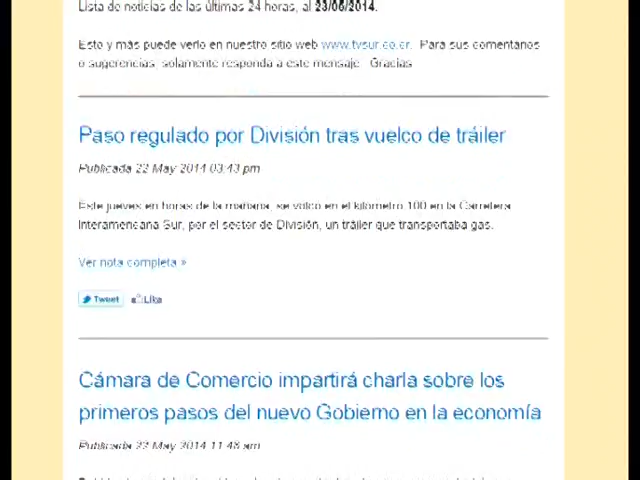 Lista de noticias de las últimas 24 horas, al 23/05/2014.
Esto y más puede verlo en nuestro sitio web www.tvsur.co.cr. Para sus comentarios
o sugerencias, solamente responda a este mensaje. Gracias
Paso regulado por División tras vuelco de tráiler
Publicada 22 May 2014 03:43 pm
Este jueves en horas de la mañana, se volcó en el kilómetro 100 en la Carretera
Interamericana Sur, por el sector de División, un tráiler que transportaba gas.
Ver nota completa »
Tweet Like
Cámara de Comercio impartirá charla sobre los
primeros pasos del nuevo Gobierno en la economía
Publicada 22 May 2014 11:48 am